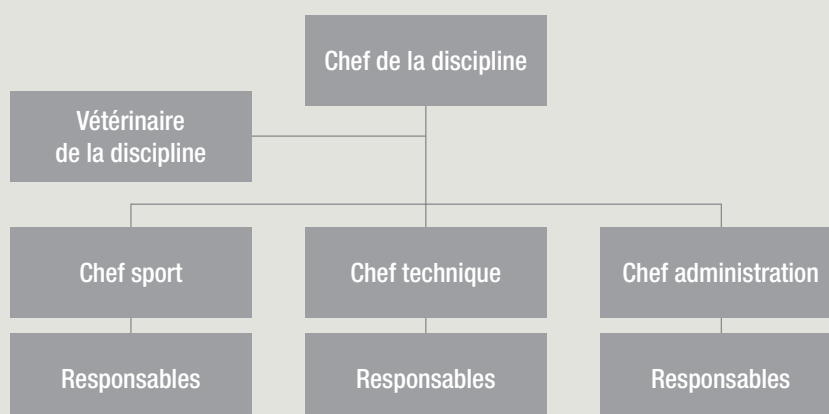 Chef de la discipline
Vétérinaire
de la discipline
Chef sport
Chef technique
Chef administration
Responsables
Responsables
Responsables